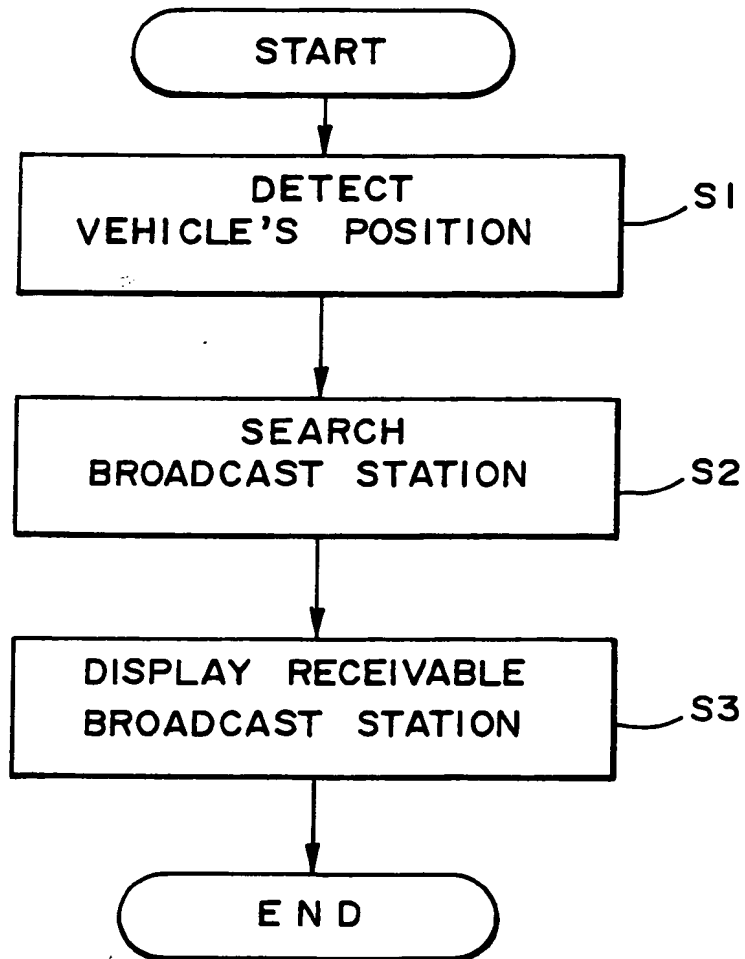 START
DETECT
VEHICLE'S POSITION
S1
SEARCH
BROADCAST STATION
S2
DISPLAY RECEIVABLE
BROADCAST STATION
S3
END